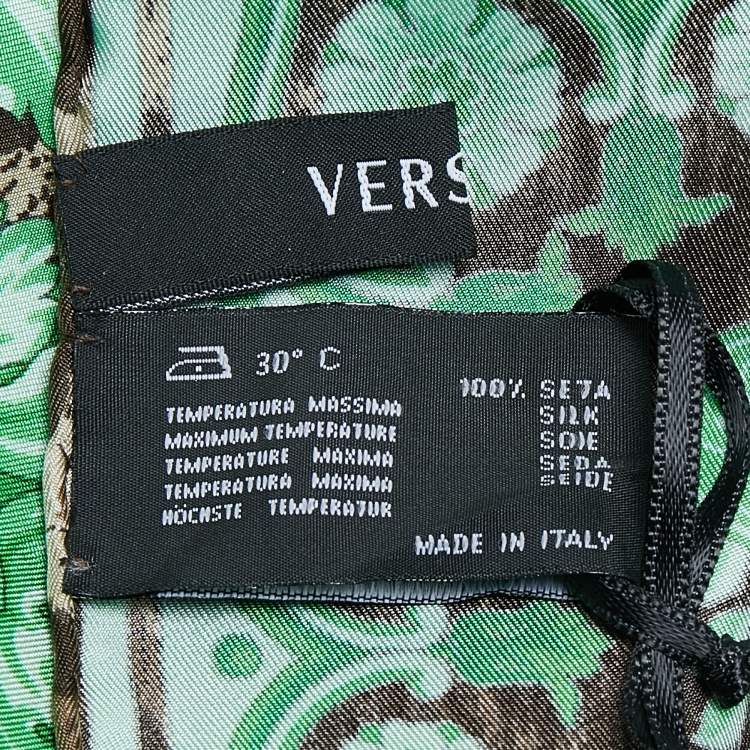 VERS
30° C
TEMPERATURA MASSIMA
MAXIMUM TEMPERATURE
TEMPERATURE MAXIMA
TEMPERATURA MAXIMA
HÖCHSTE TEMPERATUR
100% SETA
SILK
SOIE
SEDA
SEIDE
MADE IN ITALY